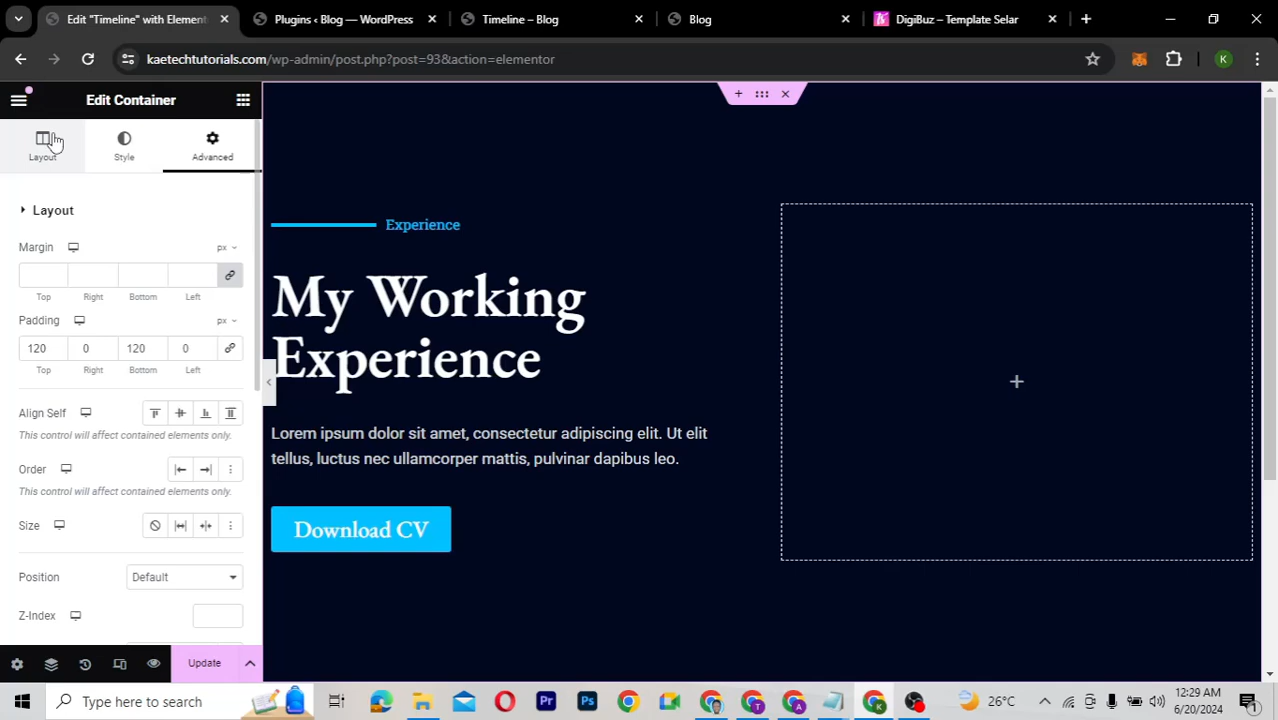 Edit "Timeline" with Element
Plugins ‹ Blog — WordPress
Timeline – Blog
Blog
DigiBuz – Template Selar
kaetechtutorials.com/wp-admin/post.php?post=93&action=elementor
K
Edit Container
Layout
Style
Advanced
Layout
Margin
px
Top
Right
Bottom
Left
Padding
px
120
0
120
0
Top
Right
Bottom
Left
Align Self
This control will affect contained elements only.
Order
This control will affect contained elements only.
Size
Position
Default
Z-Index
Update
Experience
My Working
Experience
Lorem ipsum dolor sit amet, consectetur adipiscing elit. Ut elit
tellus, luctus nec ullamcorper mattis, pulvinar dapibus leo.
Download CV
Type here to search
Pr
Ps
T
A
K
26°C
12:29 AM
6/20/2024
1